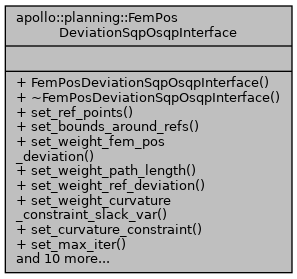 apollo::planning::FemPos
DeviationSqpOsqpInterface
+ FemPosDeviationSqpOsqpInterface()
+ ~FemPosDeviationSqpOsqpInterface()
+ set_ref_points()
+ set_bounds_around_refs()
+ set_weight_fem_pos
_deviation()
+ set_weight_path_length()
+ set_weight_ref_deviation()
+ set_weight_curvature
_constraint_slack_var()
+ set_curvature_constraint()
+ set_max_iter()
and 10 more...